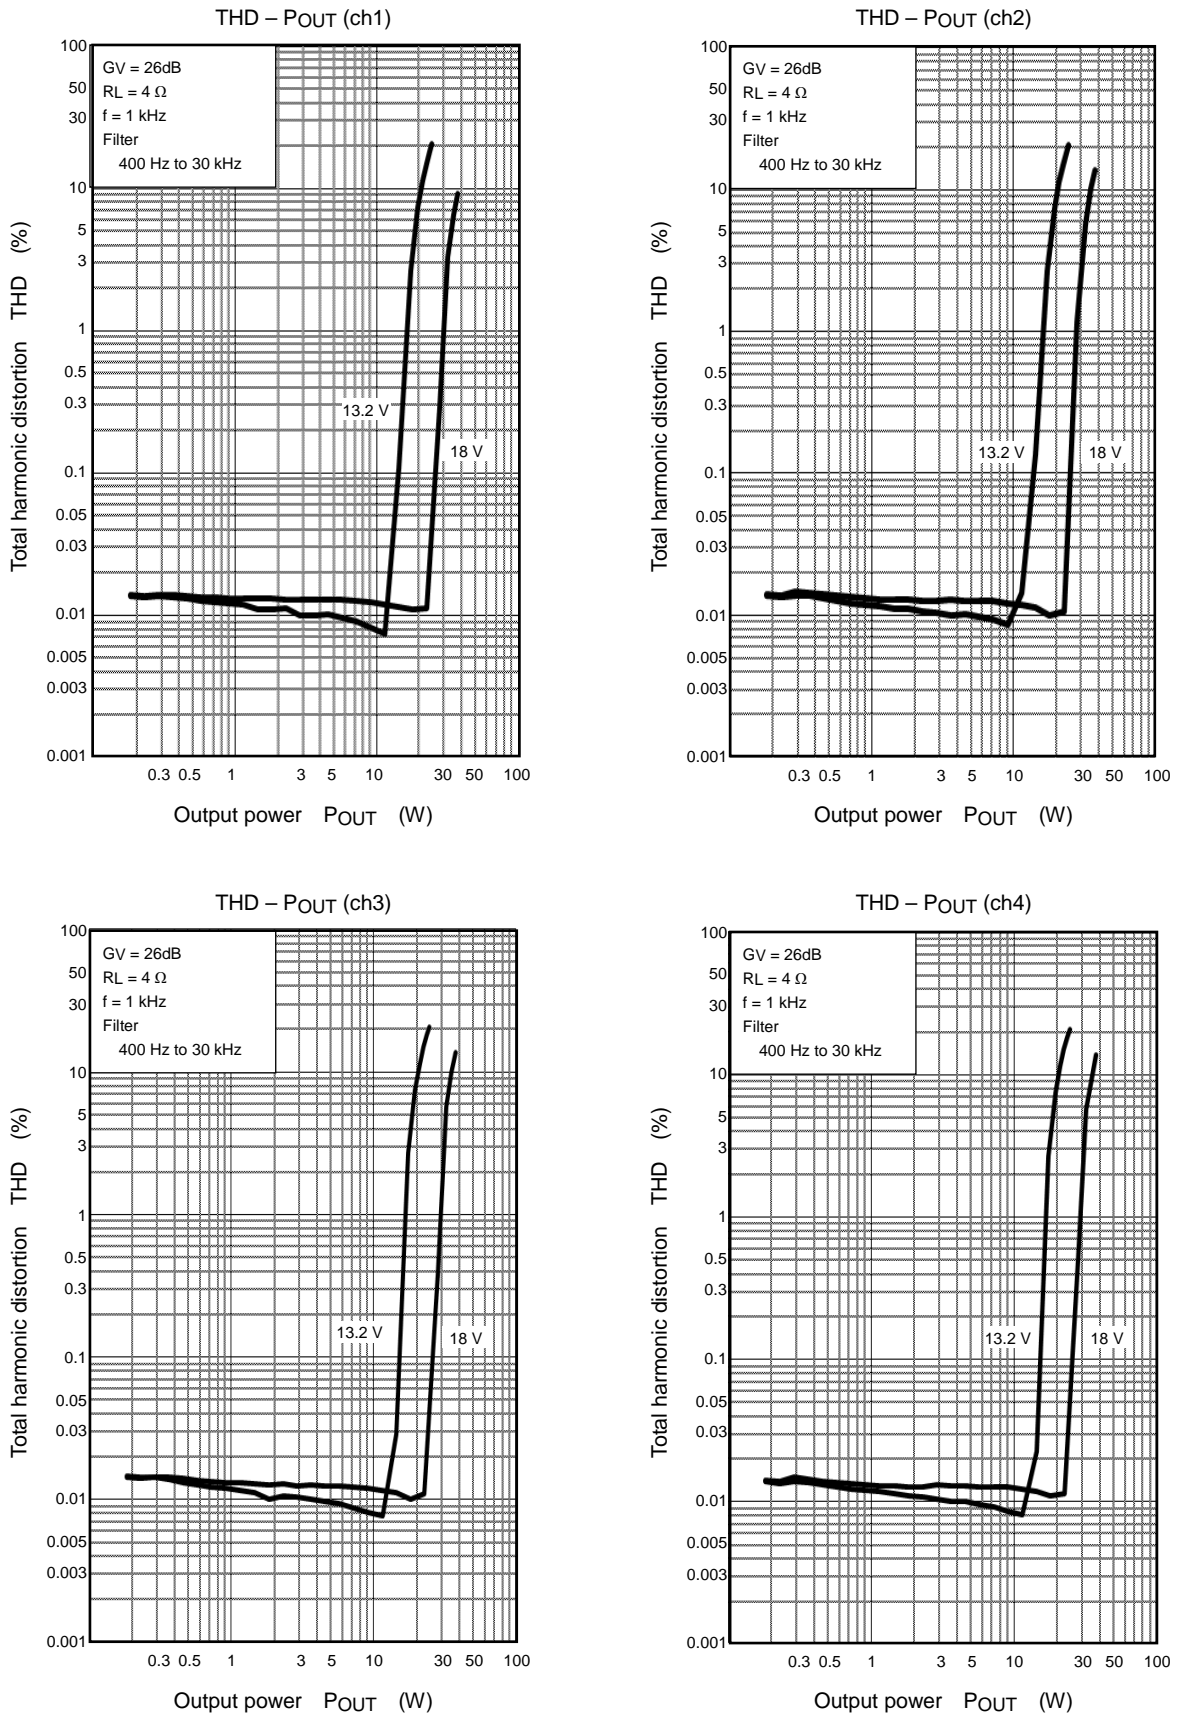 THD – POUT (ch1)
GV = 26dB
RL = 4 Ω
f = 1 kHz
Filter
400 Hz to 30 kHz
Total harmonic distortion THD (%)
100
50
30
10
5
3
1
0.5
0.3
0.1
0.05
0.03
0.01
0.005
0.003
0.001
13.2 V
18 V
0.3 0.5 1 3 5 10 30 50 100
Output power POUT (W)
THD – POUT (ch2)
GV = 26dB
RL = 4 Ω
f = 1 kHz
Filter
400 Hz to 30 kHz
Total harmonic distortion THD (%)
100
50
30
10
5
3
1
0.5
0.3
0.1
0.05
0.03
0.01
0.005
0.003
0.001
13.2 V
18 V
0.3 0.5 1 3 5 10 30 50 100
Output power POUT (W)
THD – POUT (ch3)
GV = 26dB
RL = 4 Ω
f = 1 kHz
Filter
400 Hz to 30 kHz
Total harmonic distortion THD (%)
100
50
30
10
5
3
1
0.5
0.3
0.1
0.05
0.03
0.01
0.005
0.003
0.001
13.2 V
18 V
0.3 0.5 1 3 5 10 30 50 100
Output power POUT (W)
THD – POUT (ch4)
GV = 26dB
RL = 4 Ω
f = 1 kHz
Filter
400 Hz to 30 kHz
Total harmonic distortion THD (%)
100
50
30
10
5
3
1
0.5
0.3
0.1
0.05
0.03
0.01
0.005
0.003
0.001
13.2 V
18 V
0.3 0.5 1 3 5 10 30 50 100
Output power POUT (W)